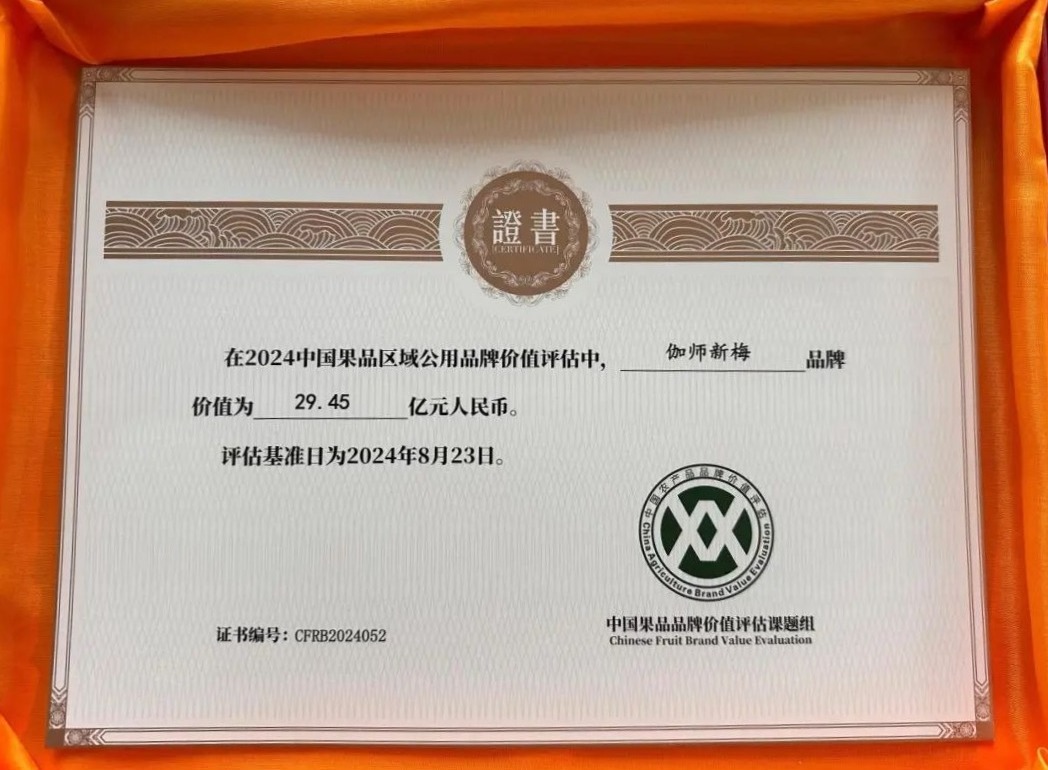 證書
CERTIFICATE
在2024中国果品区域公用品牌价值评估中，伽师新梅品牌
价值为29.45亿元人民币。
评估基准日为2024年8月23日。
中国农产品品牌价值评估
China Agriculture Brand Value Evaluation
中国果品品牌价值评估课题组
Chinese Fruit Brand Value Evaluation
证书编号：CFRB2024052